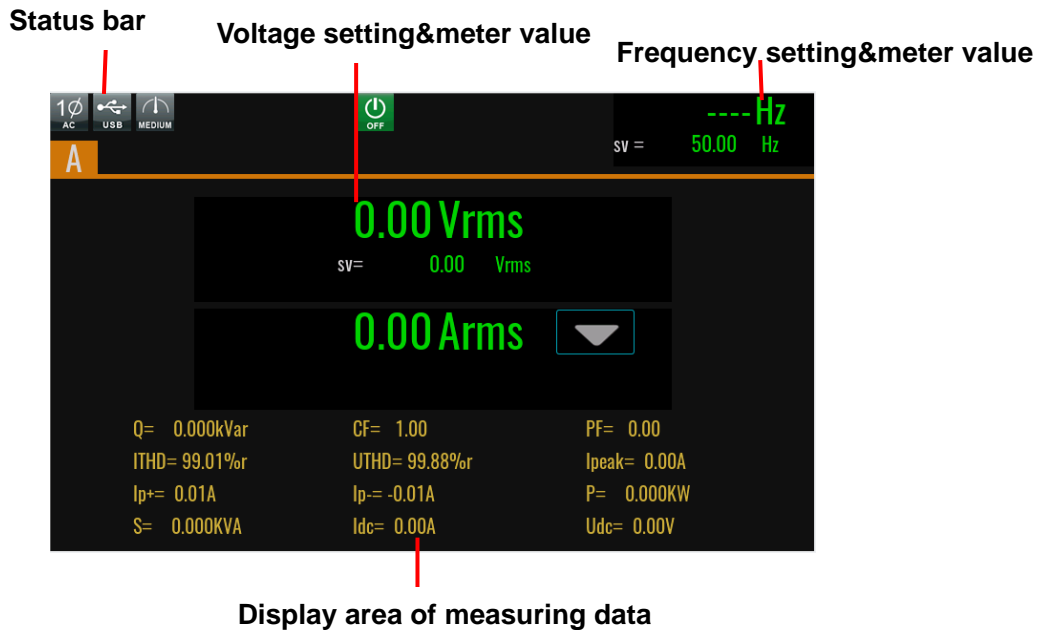 Status bar
Voltage setting&meter value
Frequency setting&meter value
1Ø
AC
USB
MEDIUM
OFF
---- Hz
sv = 50.00 Hz
A
0.00 Vrms
sv= 0.00 Vrms
0.00 Arms
Q= 0.000kVar CF= 1.00 PF= 0.00
ITHD= 99.01%r UTHD= 99.88%r Ipeak= 0.00A
Ip+= 0.01A Ip-= -0.01A P= 0.000KW
S= 0.000KVA Idc= 0.00A Udc= 0.00V
Display area of measuring data